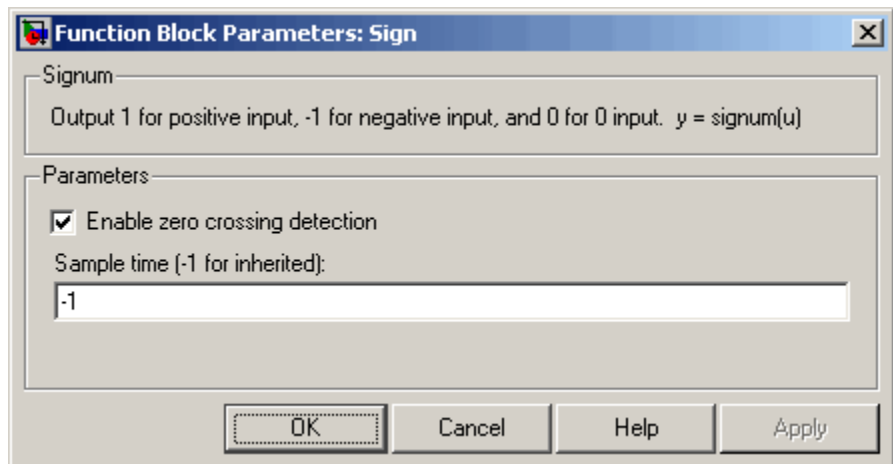 Function Block Parameters: Sign
Signum
Output 1 for positive input, -1 for negative input, and 0 for 0 input.  y = signum(u)
Parameters
Enable zero crossing detection
Sample time (-1 for inherited):
-1
OK
Cancel
Help
Apply